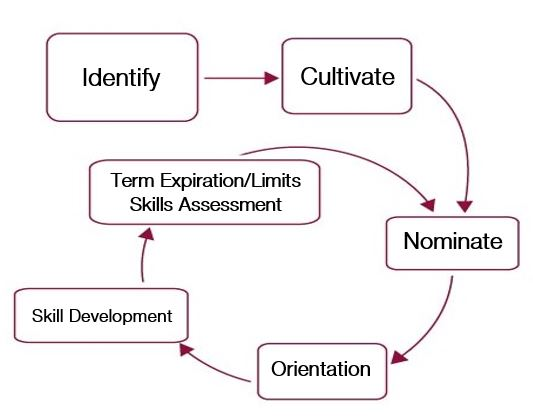 Identify
Cultivate
Term Expiration/Limits
Skills Assessment
Nominate
Skill Development
Orientation